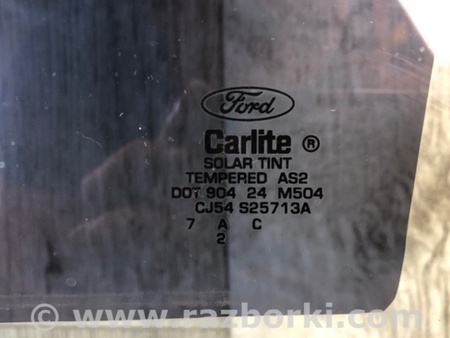 Ford
Carlite ®
SOLAR TINT
TEMPERED AS2
DOT 904 24 M504
CJ54 S25713A
7 A C
2
www.razborki.com